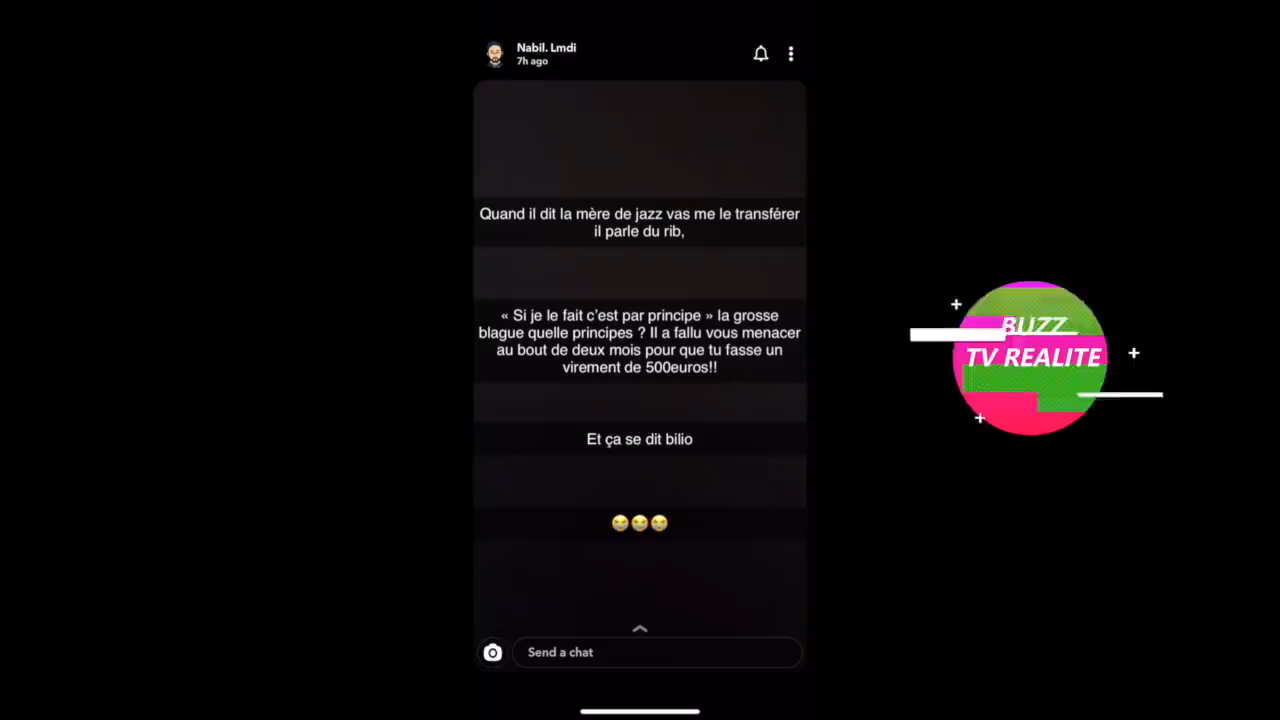 Nabil. Lmdi
7h ago
Quand il dit la mère de jazz vas me le transférer
il parle du rib,
« Si je le fait c'est par principe » la grosse
blague quelle principes ? Il a fallu vous menacer
au bout de deux mois pour que tu fasse un
virement de 500euros!!
Et ça se dit bilio
😭😭😭
Send a chat
BUZZ
TV REALITE